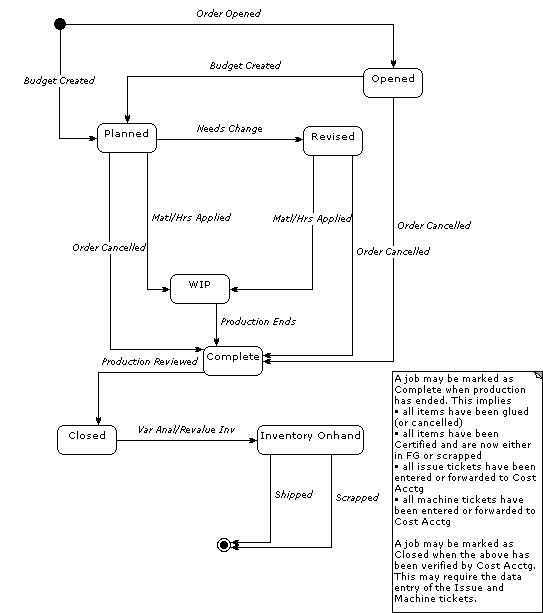 Order Opened
Budget Created
Opened
Budget Created
Planned
Needs Change
Revised
Matl/Hrs Applied
Matl/Hrs Applied
Order Cancelled
Order Cancelled
Order Cancelled
WIP
Production Ends
Complete
Production Reviewed
Closed
Var Anal/Revalue Inv
Inventory Onhand
Shipped
Scrapped
A job may be marked as
Complete when production
has ended. This implies
• all items have been glued
(or cancelled)
• all items have been
Certified and are now either
in FG or scrapped
• all issue tickets have been
entered or forwarded to Cost
Acctg
• all machine tickets have
been entered or forwarded to
Cost Acctg
A job may be marked as
Closed when the above has
been verified by Cost Acctg.
This may require the data
entry of the Issue and
Machine tickets.